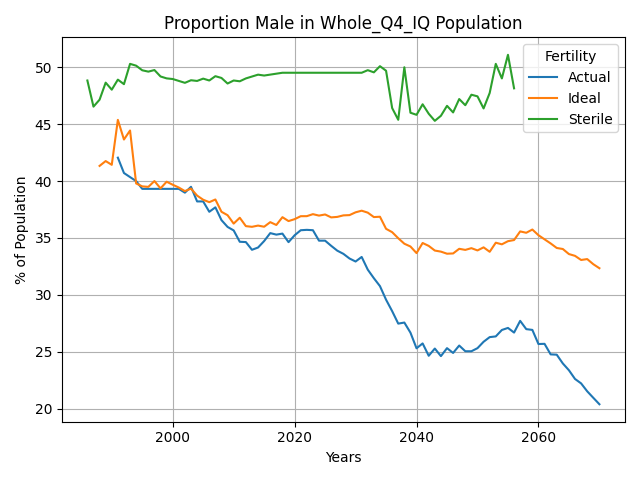 Proportion Male in Whole_Q4_IQ Population
% of Population
50
45
40
35
30
25
20
2000
2020
2040
2060
Years
Fertility
Actual
Ideal
Sterile